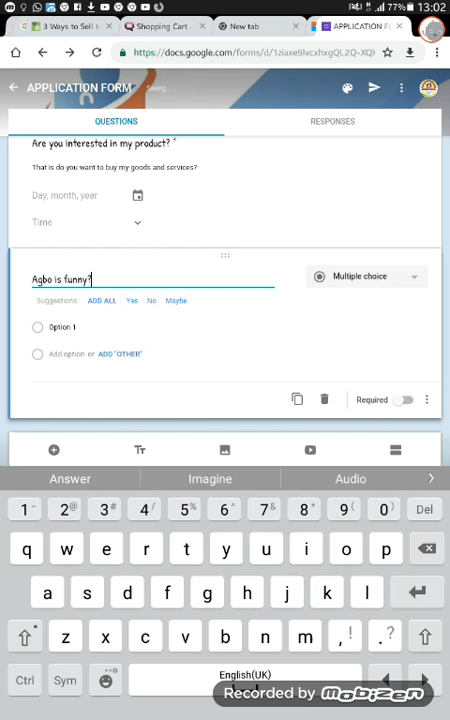 77% 13:02
3 Ways to Sell t
Shopping Cart
New tab
APPLICATION F
https://docs.google.com/forms/d/1ziaxe9lvcxhxgQL2Q-XQX
APPLICATION FORM
Saving...
QUESTIONS
RESPONSES
Are you interested in my product? *
That is do you want to buy my goods and services?
Day, month, year
Time
Agbo is funny?
Multiple choice
Suggestions: ADD ALL Yes No Maybe
Option 1
Add option or ADD "OTHER"
Required
Tт
Answer
Imagine
Audio
1 - 2 @ 3 # 4 / 5 % 6 ^ 7 & 8 * 9 ( 0 ) Del
q w e r t y u i o p
a s d f g h j k l
z x c v b n m , ! . ?
Ctrl Sym English(UK)
Recorded by mobizen